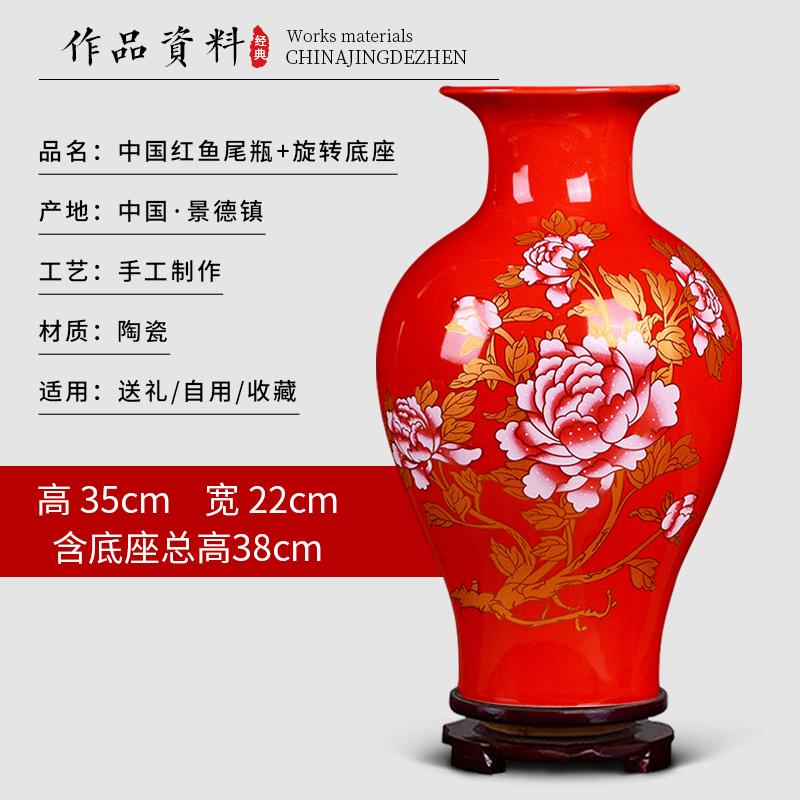 作品資料
经典
Works materials
CHINAJINGDEZHEN
品名：中国红鱼尾瓶+旋转底座
产地：中国·景德镇
工艺：手工制作
材质：陶瓷
适用：送礼/自用/收藏
高 35cm 宽 22cm
含底座总高38cm